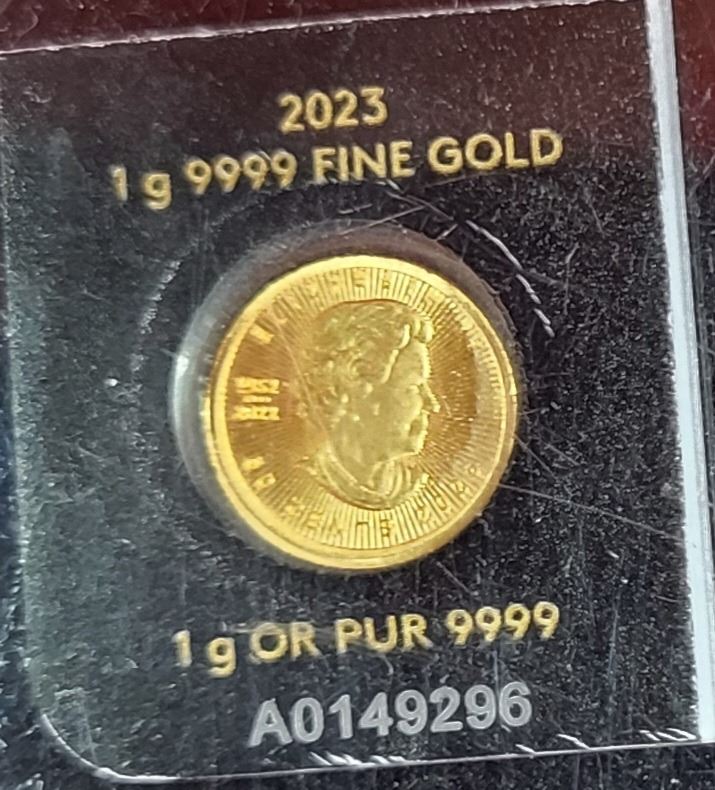 2023
1 g 9999 FINE GOLD
1952
2022
1 g OR PUR 9999
A0149296